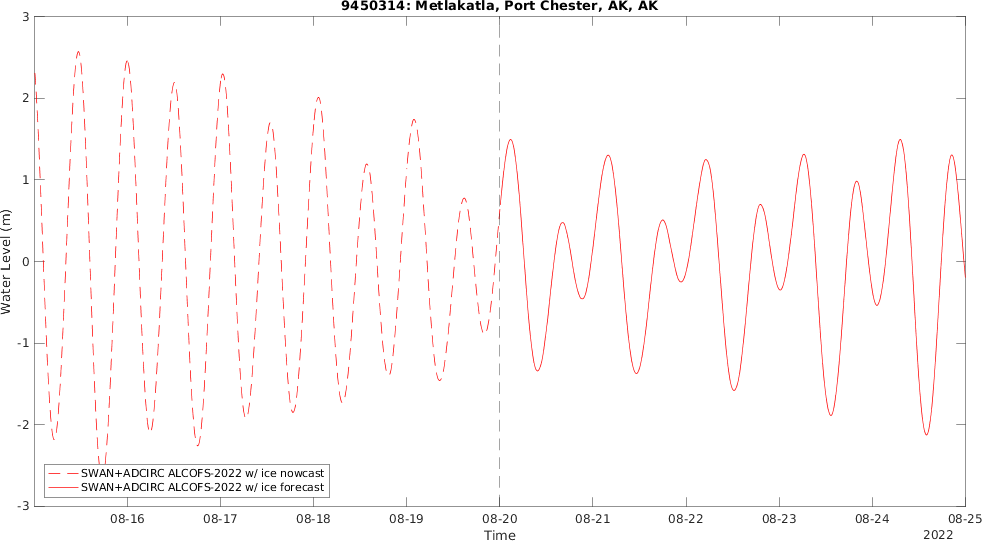 9450314: Metlakatla, Port Chester, AK, AK
3
2
1
0
-1
-2
-3
Water Level (m)
SWAN+ADCIRC ALCOFS-2022 w/ ice nowcast
SWAN+ADCIRC ALCOFS-2022 w/ ice forecast
08-16 08-17 08-18 08-19 08-20 08-21 08-22 08-23 08-24 08-25
Time
2022